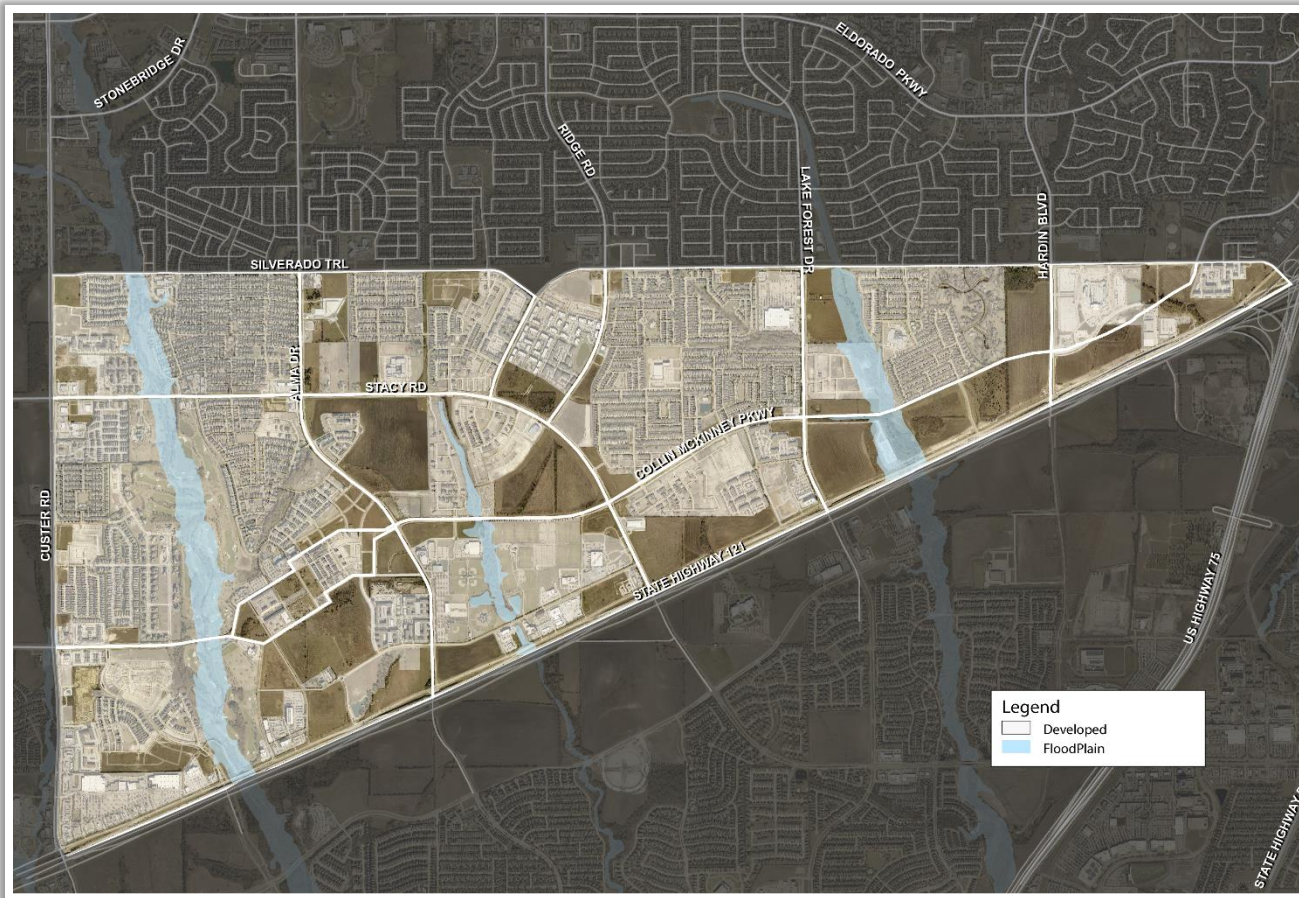 STONEBRIDGE DR
ELDORADO PKWY
RIDGE RD
LAKE FOREST DR
HARDIN BLVD
SILVERADO TRL
ALMA DR
STACY RD
COLLIN MCKINNEY PKWY
CUSTER RD
STATE HIGHWAY 121
US HIGHWAY 75
Legend
Developed
FloodPlain
STATE HIGHWAY